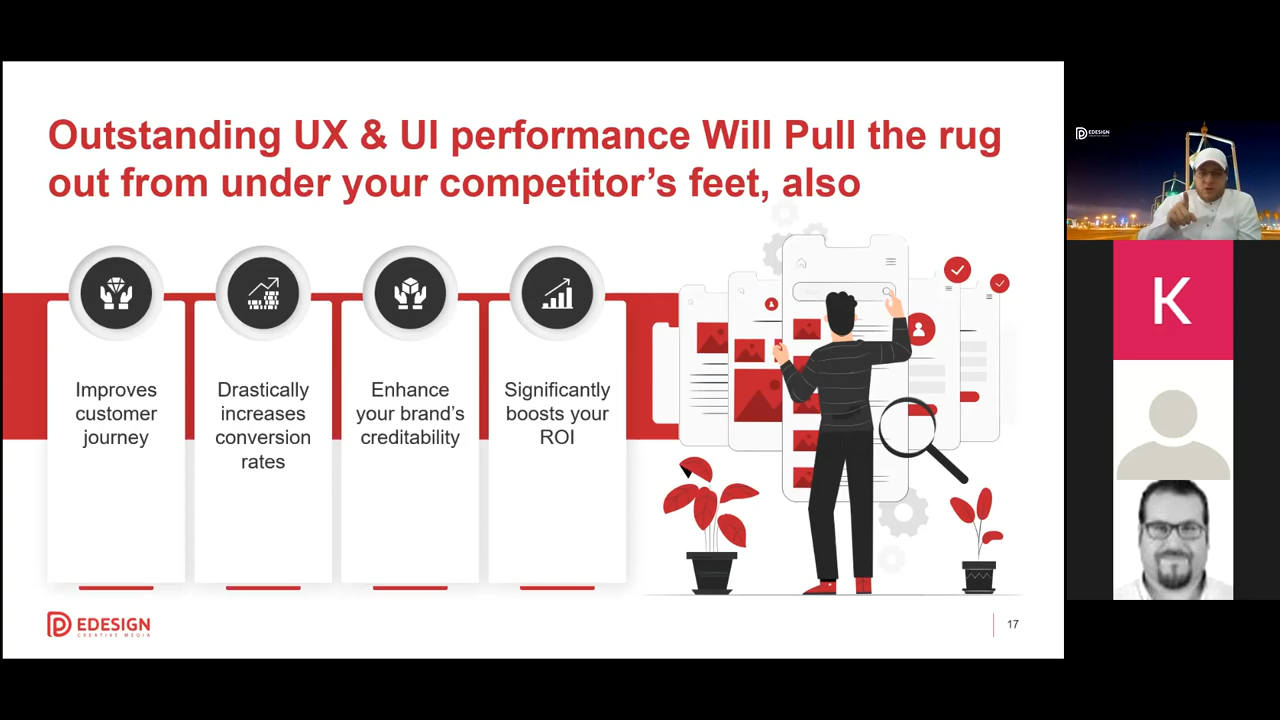 Outstanding UX & UI performance Will Pull the rug
out from under your competitor's feet, also
Improves
customer
journey
Drastically
increases
conversion
rates
Enhance
your brand's
creditability
Significantly
boosts your
ROI
EDESIGN
CREATIVE MEDIA
17
EDESIGN
K